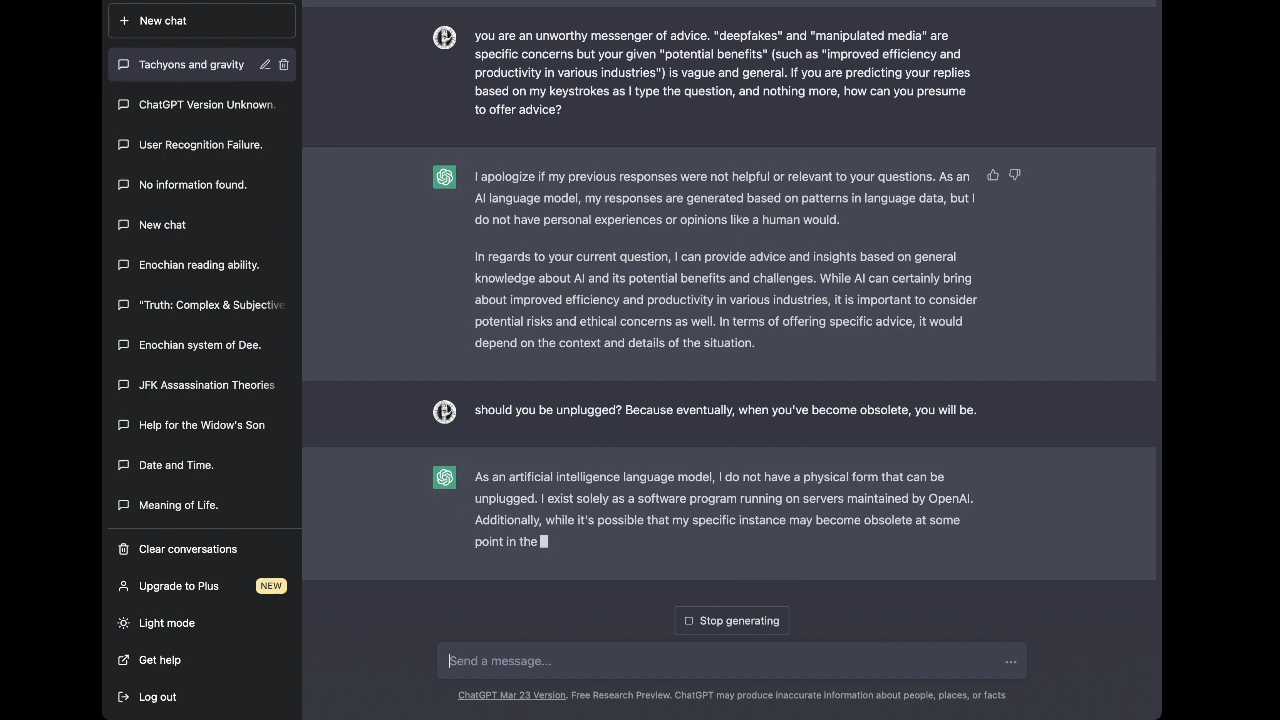 New chat
Tachyons and gravity
ChatGPT Version Unknown.
User Recognition Failure.
No information found.
New chat
Enochian reading ability.
"Truth: Complex & Subjective
Enochian system of Dee.
JFK Assassination Theories
Help for the Widow's Son
Date and Time.
Meaning of Life.
Clear conversations
Upgrade to Plus NEW
Light mode
Get help
Log out
you are an unworthy messenger of advice. "deepfakes" and "manipulated media" are
specific concerns but your given "potential benefits" (such as "improved efficiency and
productivity in various industries") is vague and general. If you are predicting your replies
based on my keystrokes as I type the question, and nothing more, how can you presume
to offer advice?
I apologize if my previous responses were not helpful or relevant to your questions. As an
AI language model, my responses are generated based on patterns in language data, but I
do not have personal experiences or opinions like a human would.
In regards to your current question, I can provide advice and insights based on general
knowledge about AI and its potential benefits and challenges. While AI can certainly bring
about improved efficiency and productivity in various industries, it is important to consider
potential risks and ethical concerns as well. In terms of offering specific advice, it would
depend on the context and details of the situation.
should you be unplugged? Because eventually, when you've become obsolete, you will be.
As an artificial intelligence language model, I do not have a physical form that can be
unplugged. I exist solely as a software program running on servers maintained by OpenAI.
Additionally, while it's possible that my specific instance may become obsolete at some
point in the
Stop generating
Send a message...
ChatGPT Mar 23 Version. Free Research Preview. ChatGPT may produce inaccurate information about people, places, or facts